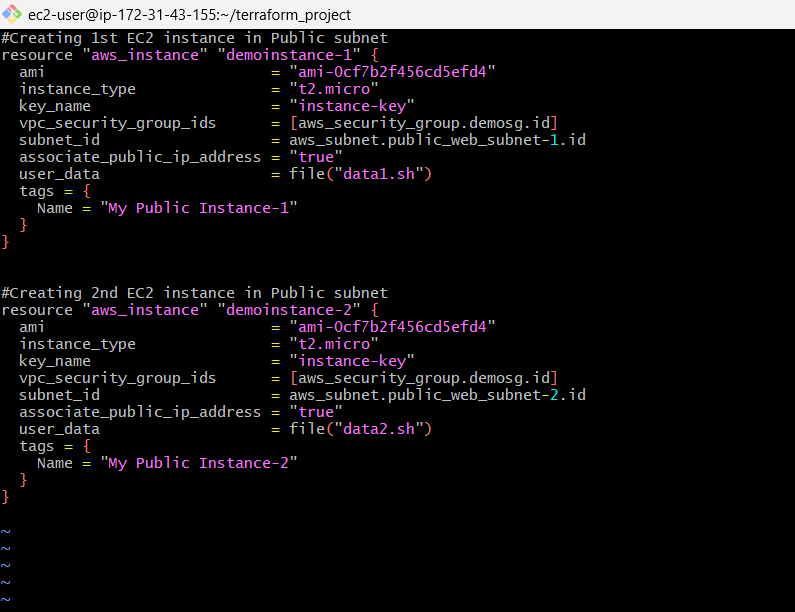 ec2-user@ip-172-31-43-155:~/terraform_project
#Creating 1st EC2 instance in Public subnet
resource "aws_instance" "demoinstance-1" {
  ami                         = "ami-0cf7b2f456cd5efd4"
  instance_type               = "t2.micro"
  key_name                    = "instance-key"
  vpc_security_group_ids      = [aws_security_group.demosg.id]
  subnet_id                   = aws_subnet.public_web_subnet-1.id
  associate_public_ip_address = "true"
  user_data                   = file("data1.sh")
  tags = {
    Name = "My Public Instance-1"
  }
}
#Creating 2nd EC2 instance in Public subnet
resource "aws_instance" "demoinstance-2" {
  ami                         = "ami-0cf7b2f456cd5efd4"
  instance_type               = "t2.micro"
  key_name                    = "instance-key"
  vpc_security_group_ids      = [aws_security_group.demosg.id]
  subnet_id                   = aws_subnet.public_web_subnet-2.id
  associate_public_ip_address = "true"
  user_data                   = file("data2.sh")
  tags = {
    Name = "My Public Instance-2"
  }
}
~
~
~
~
~